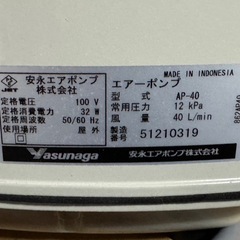 MADE IN INDONESIA
JET
安永エアポンプ
株式会社
定格電圧 100 V
定格消費電力 32 W
定格周波数 50/60 Hz
使用場所 屋外
エアーポンプ
型式 AP-40
常用圧力 12 kPa
風量 40 L/min
製造番号 51210319
Yasunaga 安永エアポンプ株式会社